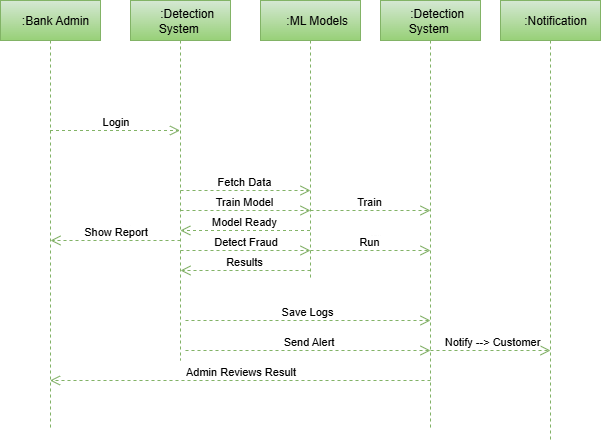 :Bank Admin
:Detection
System
:ML Models
:Detection
System
:Notification
Login
Fetch Data
Train Model
Train
Model Ready
Show Report
Detect Fraud
Run
Results
Save Logs
Send Alert
Notify --> Customer
Admin Reviews Result